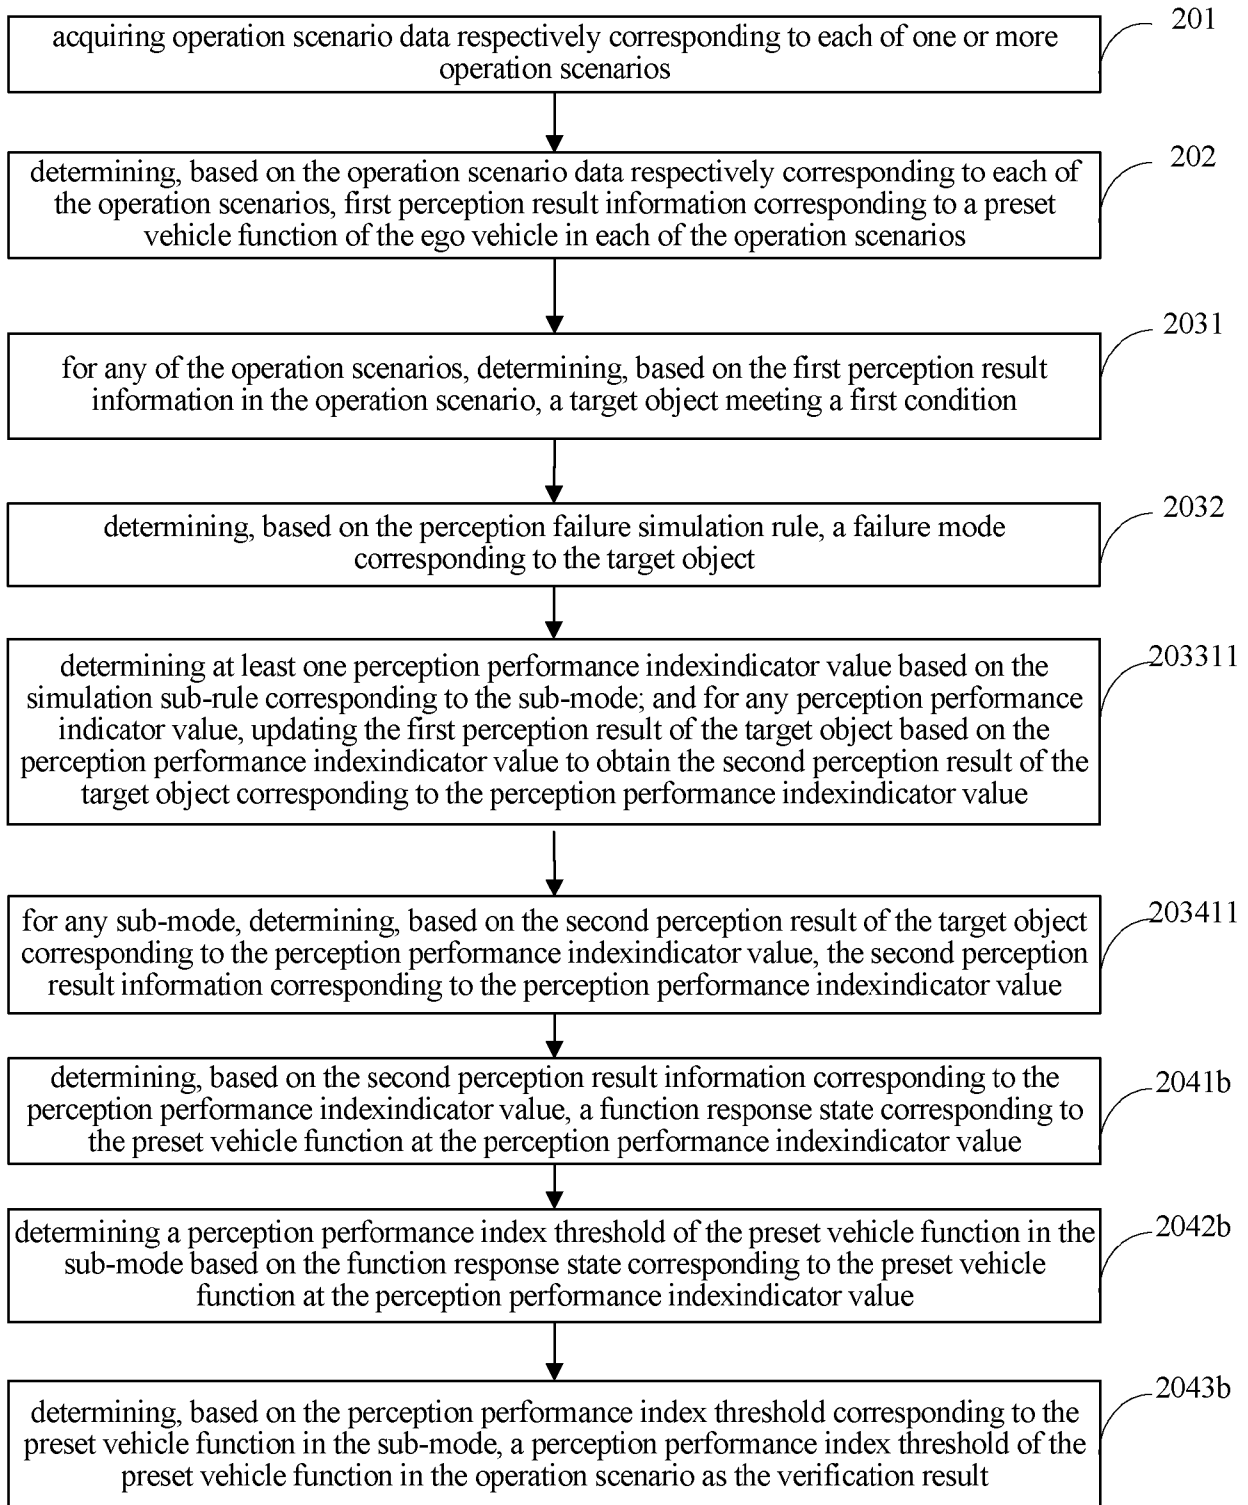 acquiring operation scenario data respectively corresponding to each of one or more
operation scenarios
201
determining, based on the operation scenario data respectively corresponding to each of
the operation scenarios, first perception result information corresponding to a preset
vehicle function of the ego vehicle in each of the operation scenarios
202
for any of the operation scenarios, determining, based on the first perception result
information in the operation scenario, a target object meeting a first condition
2031
determining, based on the perception failure simulation rule, a failure mode
corresponding to the target object
2032
determining at least one perception performance indexindicator value based on the
simulation sub-rule corresponding to the sub-mode; and for any perception performance
indicator value, updating the first perception result of the target object based on the
perception performance indexindicator value to obtain the second perception result of the
target object corresponding to the perception performance indexindicator value
203311
for any sub-mode, determining, based on the second perception result of the target object
corresponding to the perception performance indexindicator value, the second perception
result information corresponding to the perception performance indexindicator value
203411
determining, based on the second perception result information corresponding to the
perception performance indexindicator value, a function response state corresponding to
the preset vehicle function at the perception performance indexindicator value
2041b
determining a perception performance index threshold of the preset vehicle function in the
sub-mode based on the function response state corresponding to the preset vehicle
function at the perception performance indexindicator value
2042b
determining, based on the perception performance index threshold corresponding to the
preset vehicle function in the sub-mode, a perception performance index threshold of the
preset vehicle function in the operation scenario as the verification result
2043b